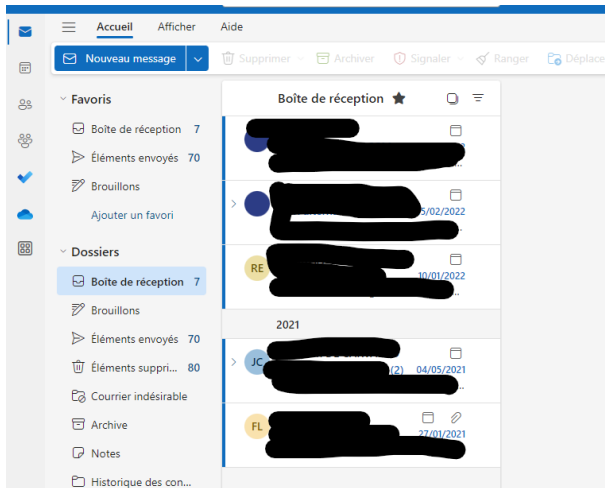 Accueil Afficher Aide
Nouveau message Supprimer Archiver Signaler Ranger Déplace
Favoris
Boîte de réception 7
Éléments envoyés 70
Brouillons
Ajouter un favori
Dossiers
Boîte de réception 7
Brouillons
Éléments envoyés 70
Éléments suppri... 80
Courrier indésirable
Archive
Notes
Historique des con...
Boîte de réception
5/02/2022
RE
10/01/2022
2021
JC
(2) 04/05/2021
FL
27/01/2021